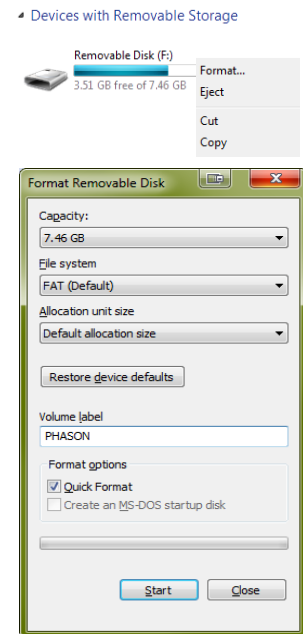 Devices with Removable Storage
Removable Disk (F:)
3.51 GB free of 7.46 GB
Format...
Eject
Cut
Copy
Format Removable Disk
Capacity:
7.46 GB
File system
FAT (Default)
Allocation unit size
Default allocation size
Restore device defaults
Volume label
PHASON
Format options
Quick Format
Create an MS-DOS startup disk
Start Close